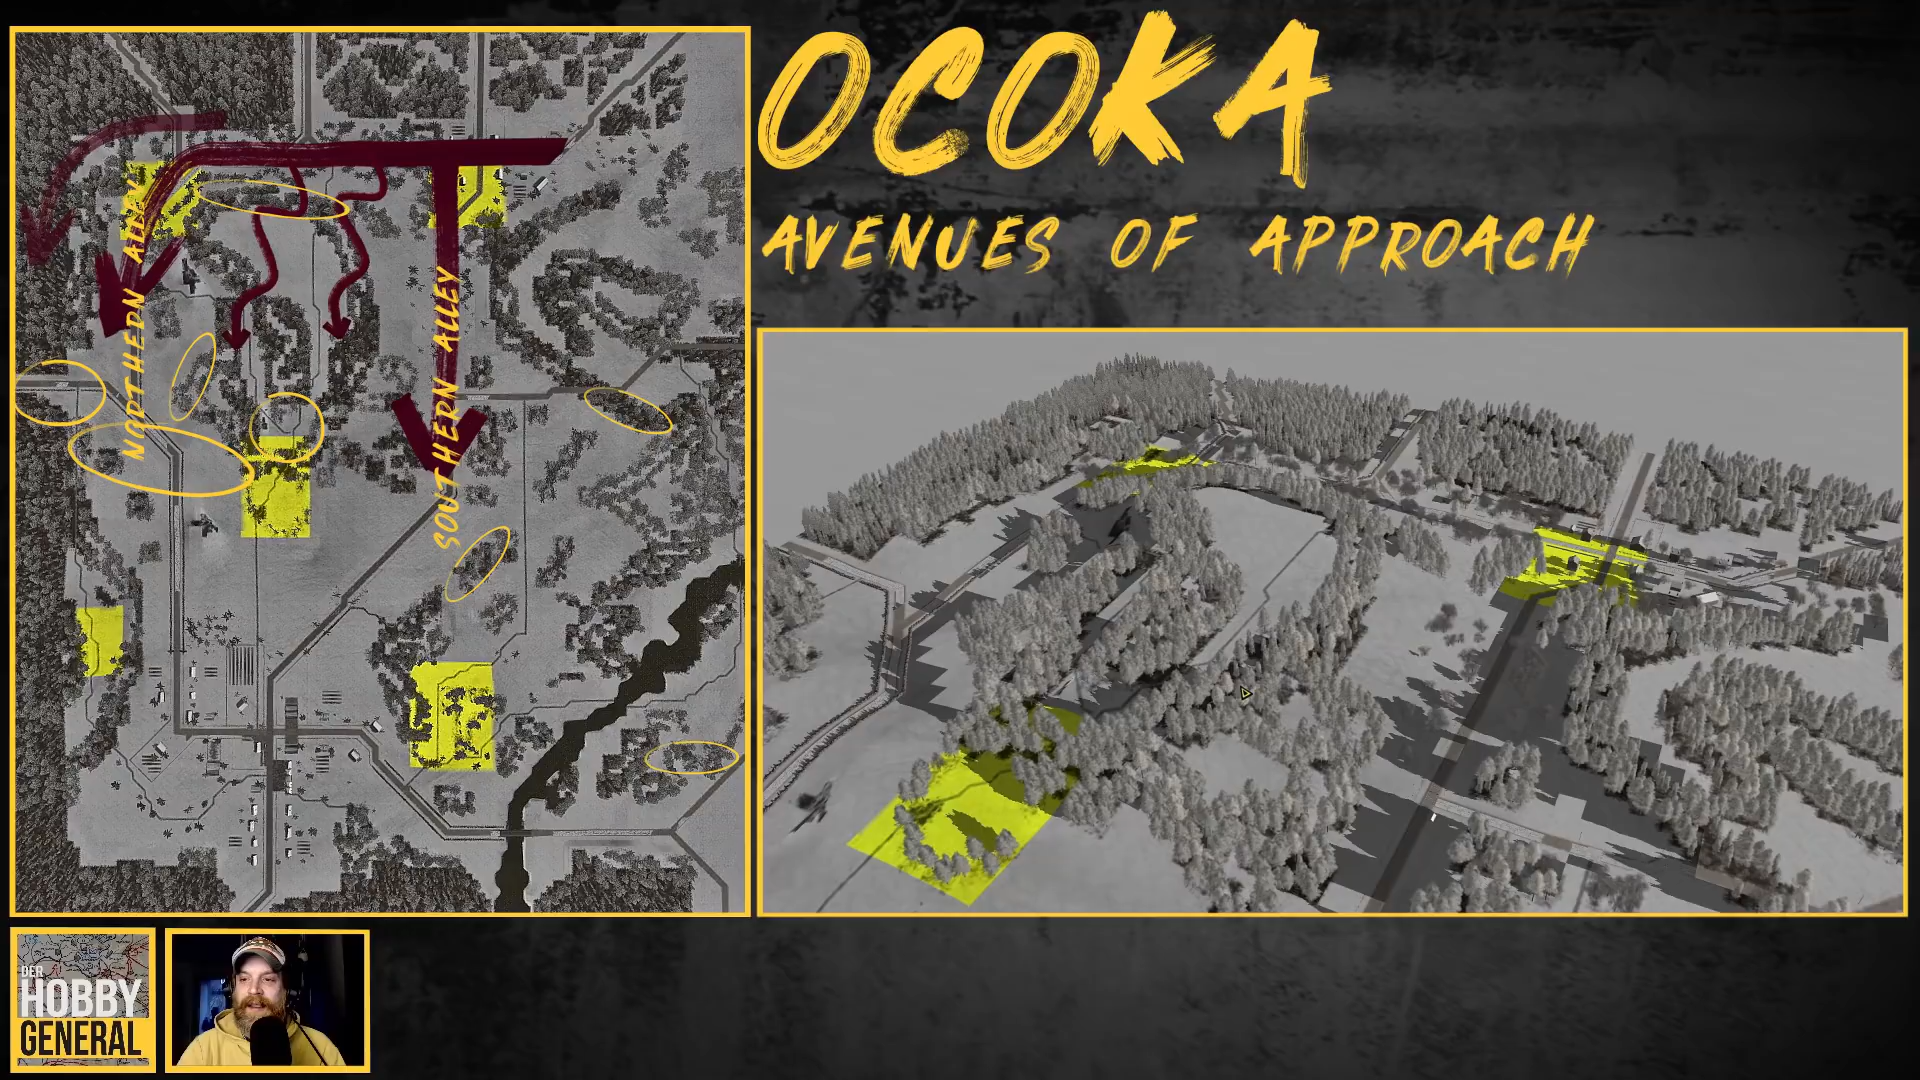 OCOKA
AVENUES OF APPROACH
NORTHERN ALLEY
SOUTHERN ALLEY
DER
HOBBY
GENERAL